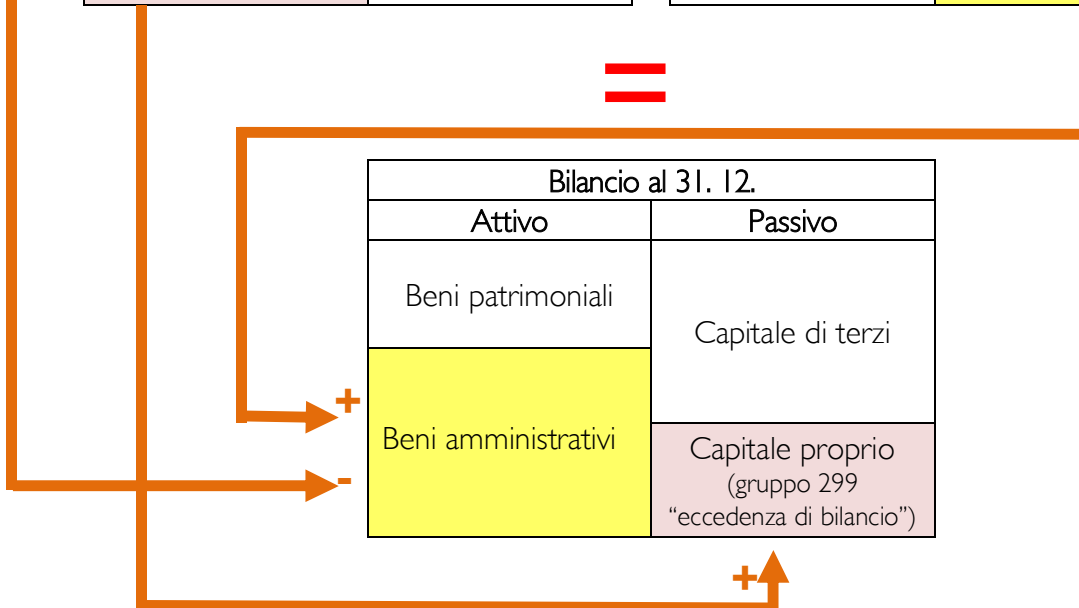 =
Bilancio al 31. 12.
Attivo
Passivo
Beni patrimoniali
Capitale di terzi
+
Beni amministrativi
-
Capitale proprio
(gruppo 299
“eccedenza di bilancio”)
+